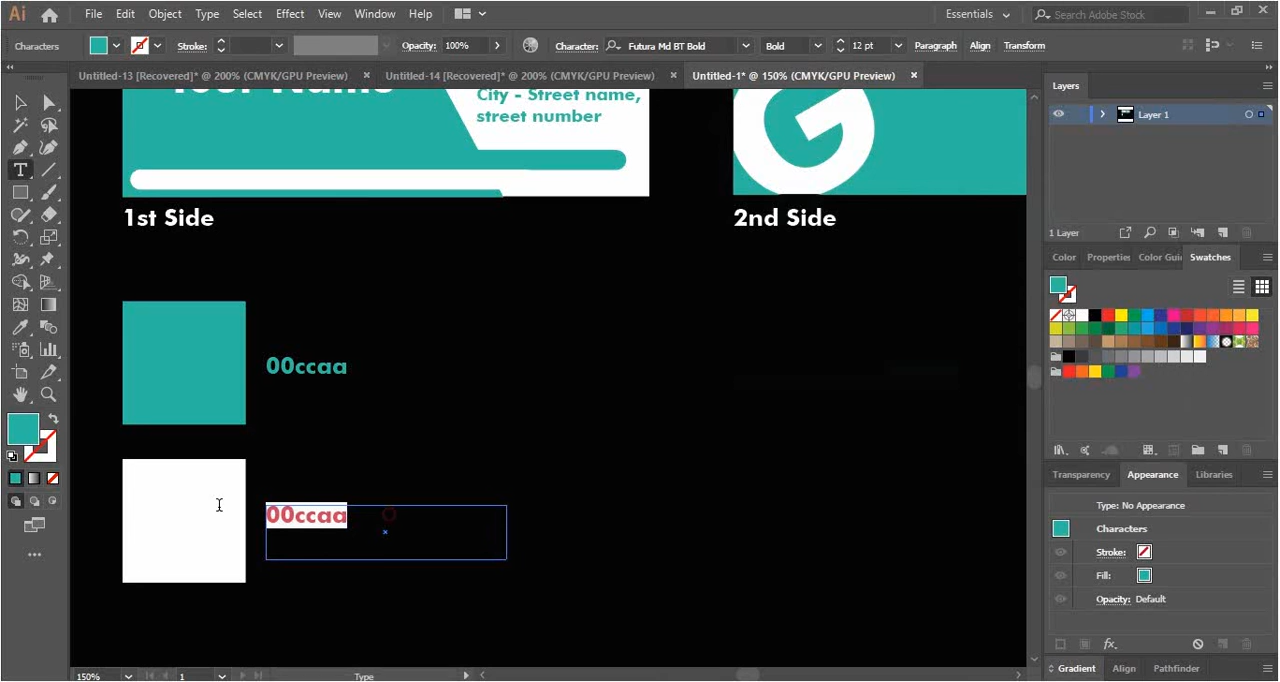 Ai File Edit Object Type Select Effect View Window Help Essentials Search Adobe Stock
Characters Stroke: Opacity: 100% Character: Futura Md BT Bold Bold 12 pt Paragraph Align Transform
Untitled-13 [Recovered]* @ 200% (CMYK/GPU Preview) Untitled-14 [Recovered]* @ 200% (CMYK/GPU Preview) Untitled-1* @ 150% (CMYK/GPU Preview)
Layers
Layer 1
1 Layer
Your Name
City - Street name,
street number
G
1st Side
2nd Side
00ccaa
00ccaa
Color Properties Color Gui Swatches
Transparency Appearance Libraries
Type: No Appearance
Characters
Stroke:
Fill:
Opacity: Default
fx
Gradient Align Pathfinder
150% 1 Type